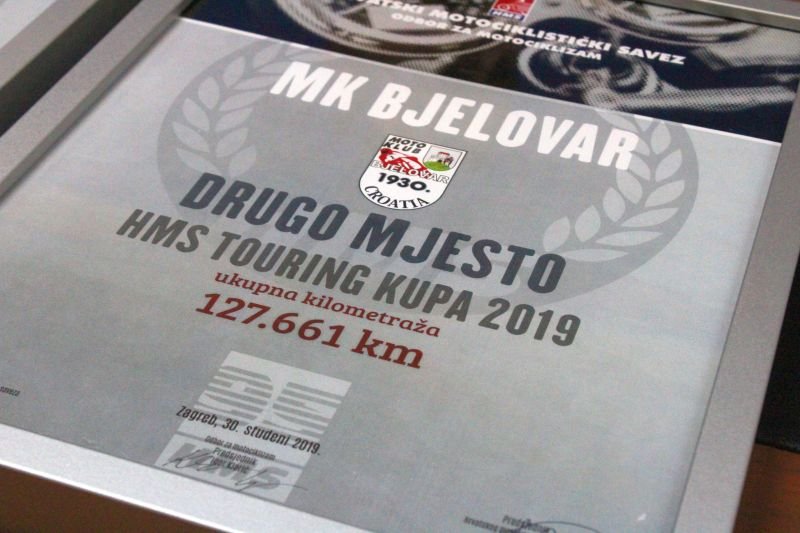 HMS
MOTOCIKLISTIČKI SAVEZ
ODBOR ZA MOTOCIKLIZAM
MK BJELOVAR
MOTO
KLUB
BJELOVAR
1930.
CROATIA
DRUGO MJESTO
HMS TOURING KUPA 2019
ukupna kilometraža
127.661 km
Zagreb, 30. studeni 2019.
odbor za motociklizam
Predsjednik